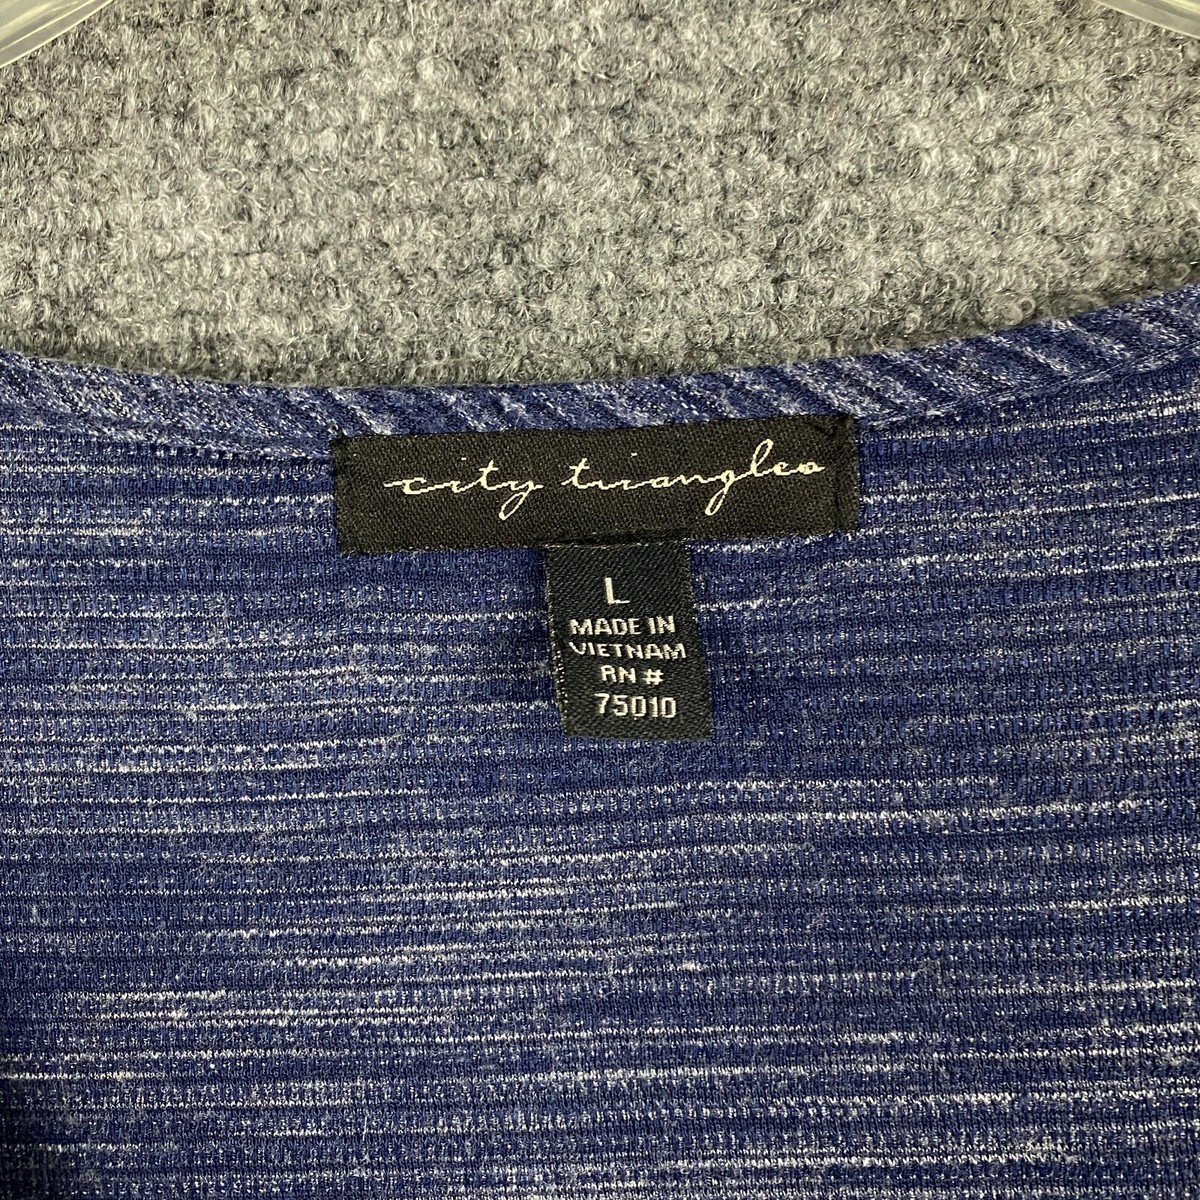 city triangles
L
MADE IN
VIETNAM
RN #
75010